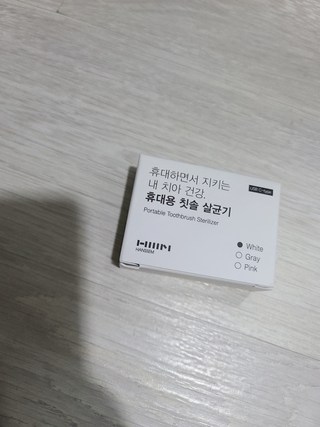 휴대하면서 지키는
내 치아 건강.
휴대용 칫솔 살균기
Portable Toothbrush Sterilizer
White
Gray
Pink